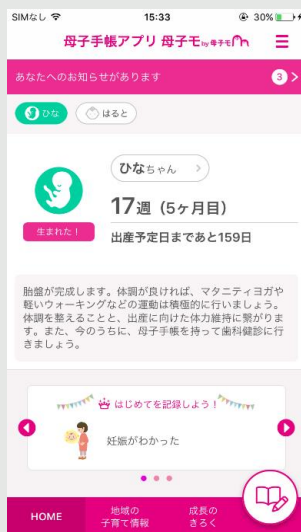 SIMなし 15:33 30%
母子手帳アプリ 母子モ by母子モ
あなたへのお知らせがあります 3
ひな はると
ひなちゃん
17週（5ヶ月目）
生まれた！
出産予定日まであと159日
胎盤が完成します。体調が良ければ、マタニティヨガや
軽いウォーキングなどの運動は積極的に行いましょう。
体調を整えることと、出産に向けた体力維持に繋がりま
す。また、今のうちに、母子手帳を持って歯科健診に行
きましょう。
はじめてを記録しよう！
妊娠がわかった
HOME
地域の
子育て情報
成長の
きろく